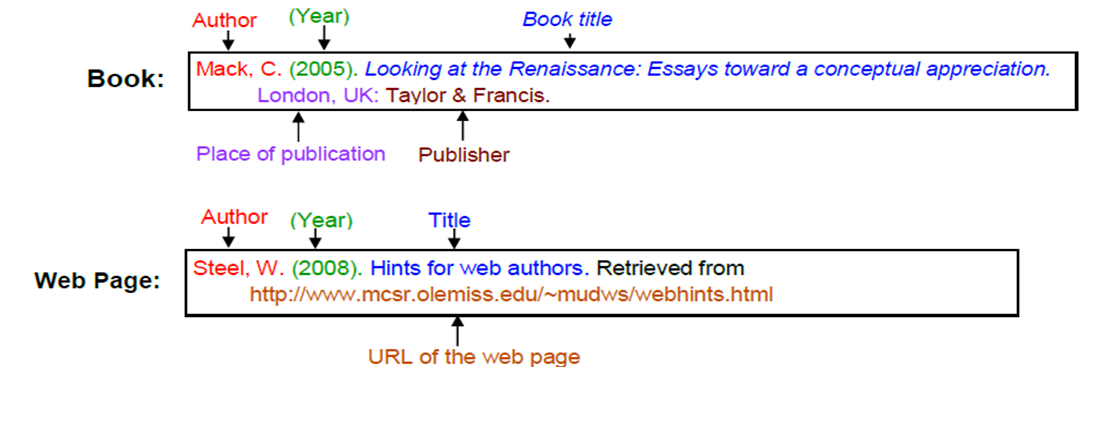 Author (Year) Book title
Book: Mack, C. (2005). Looking at the Renaissance: Essays toward a conceptual appreciation.
London, UK: Taylor & Francis.
Place of publication Publisher
Author (Year) Title
Web Page: Steel, W. (2008). Hints for web authors. Retrieved from
http://www.mcsr.olemiss.edu/~mudws/webhints.html
URL of the web page